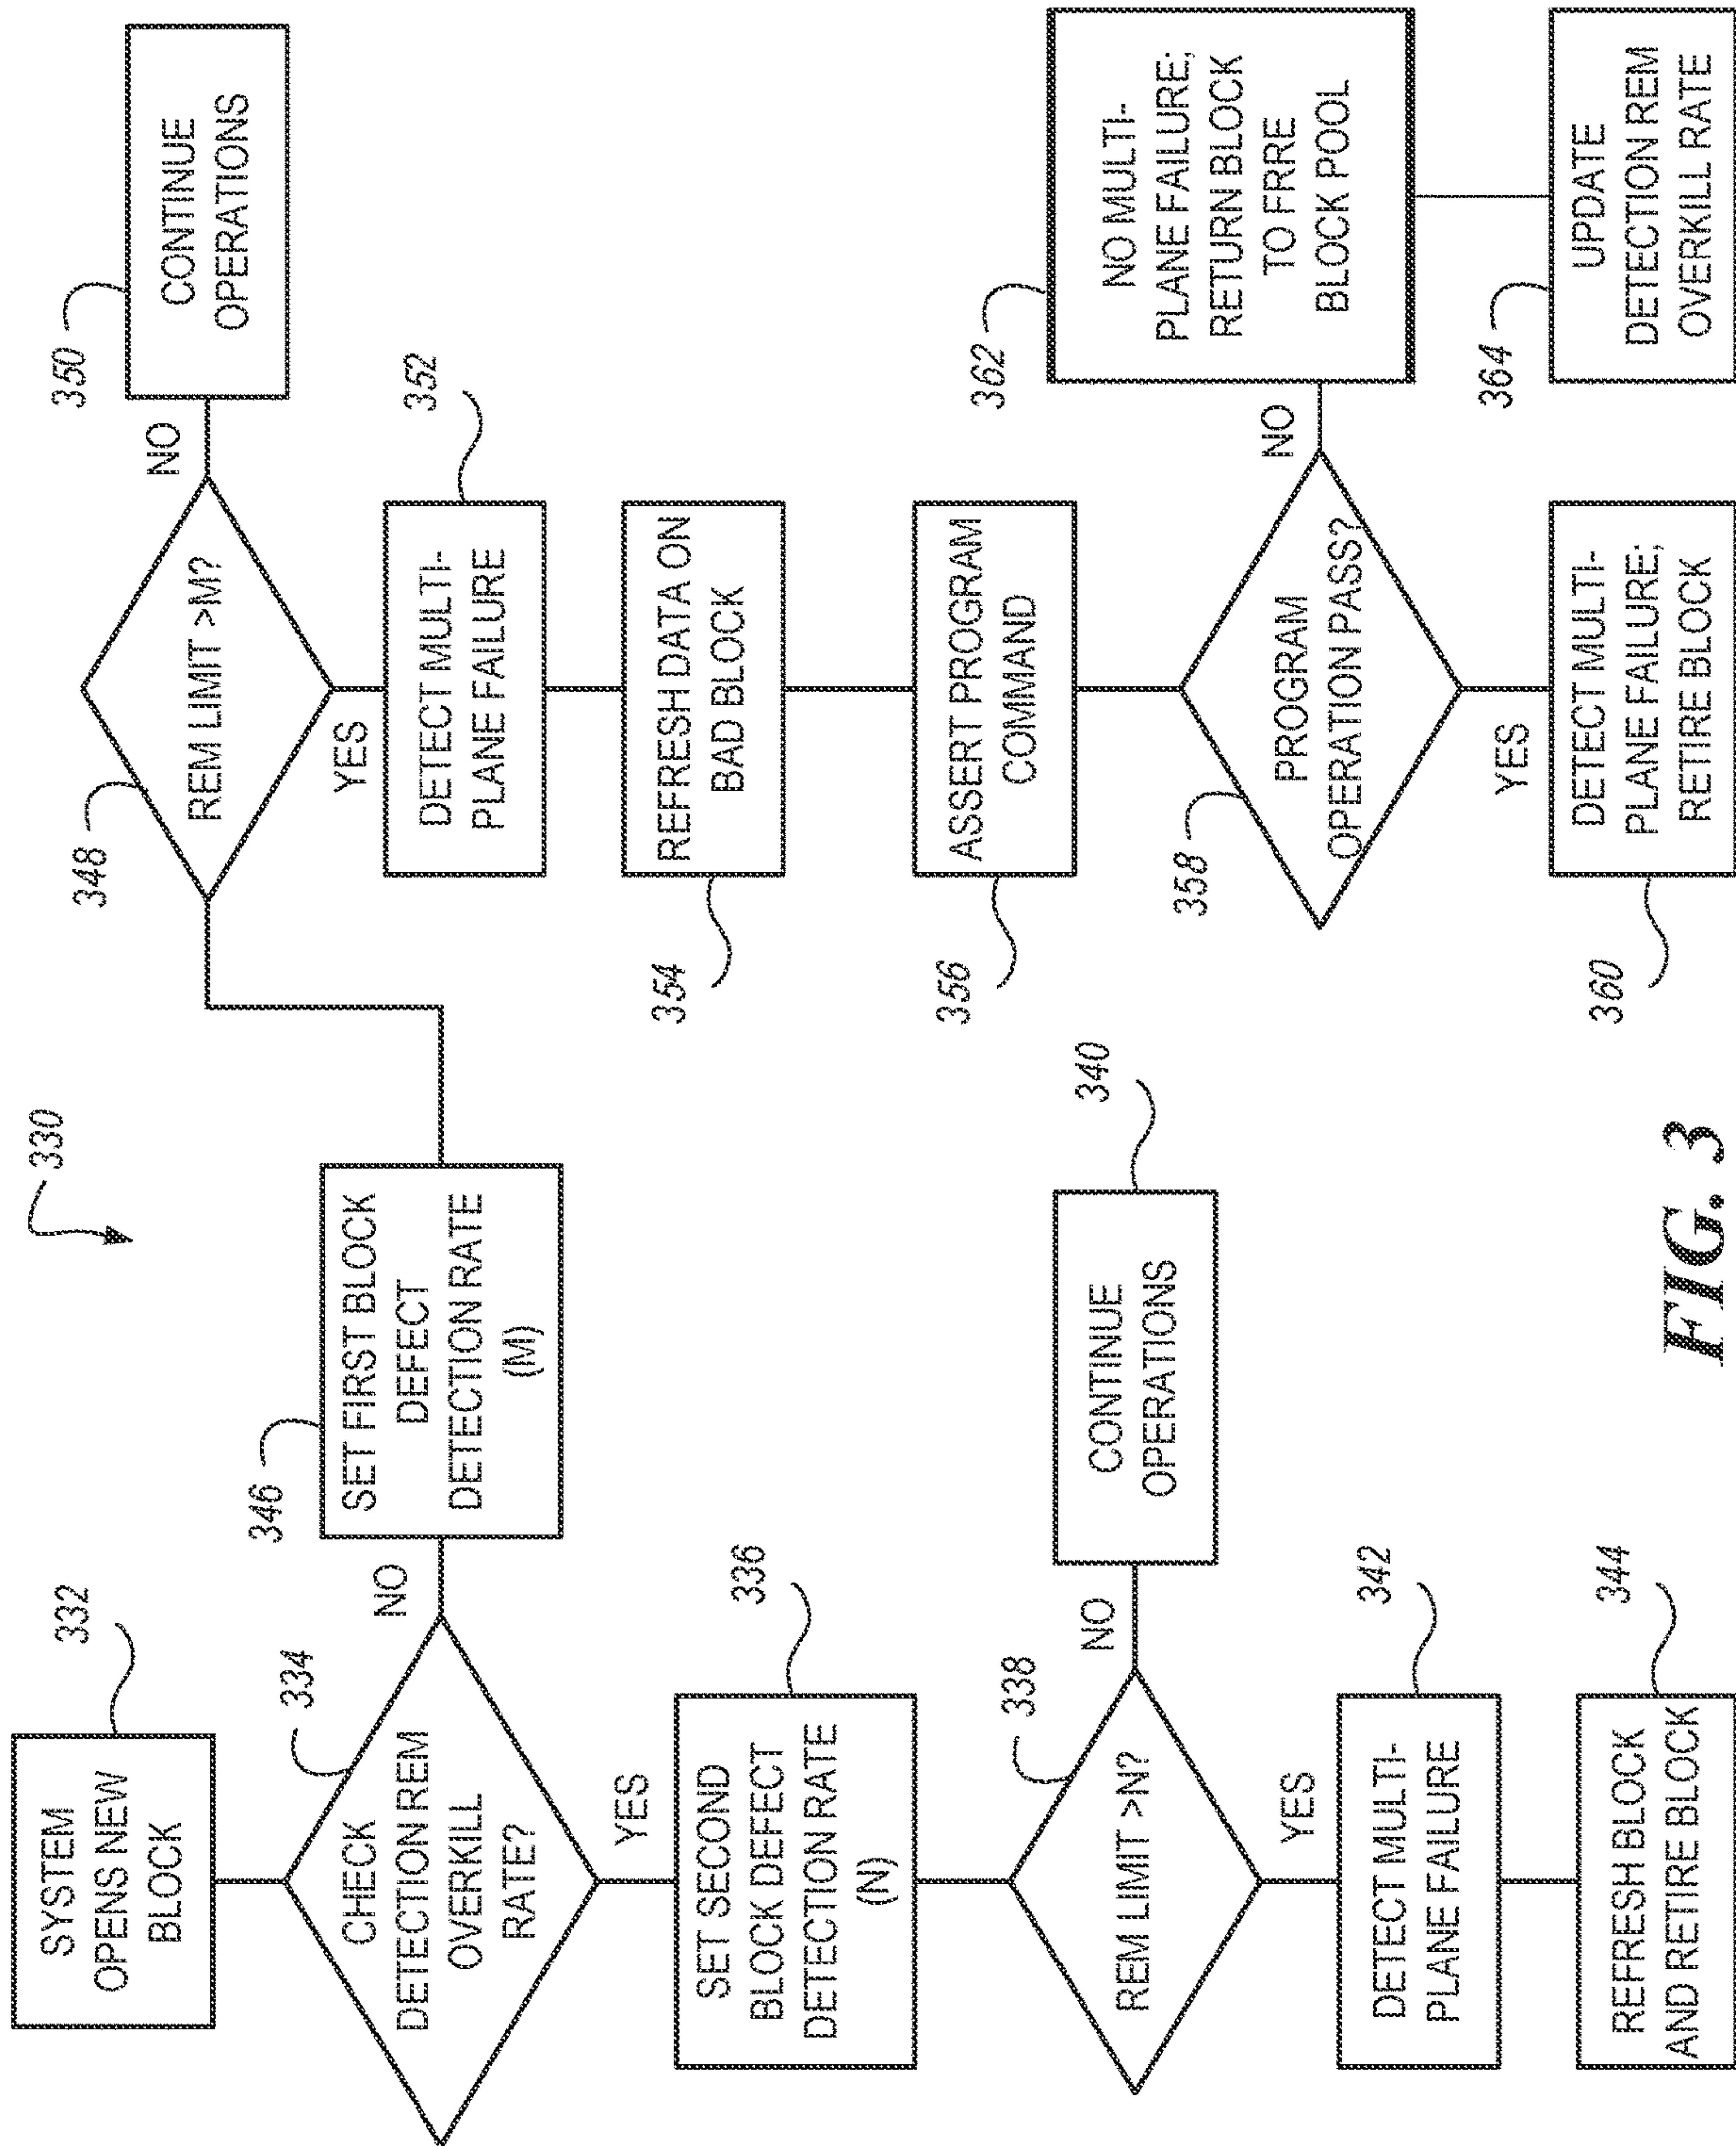 330
332
SYSTEM
OPENS NEW
BLOCK
334
CHECK
DETECTION REM
OVERKILL
RATE?
NO
YES
336
SET SECOND
BLOCK DEFECT
DETECTION RATE
(N)
338
REM LIMIT >N?
NO
340
CONTINUE
OPERATIONS
YES
342
DETECT MULTI-
PLANE FAILURE
344
REFRESH BLOCK
AND RETIRE BLOCK
346
SET FIRST BLOCK
DEFECT
DETECTION RATE
(M)
348
REM LIMIT >M?
NO
350
CONTINUE
OPERATIONS
YES
352
DETECT MULTI-
PLANE FAILURE
354
REFRESH DATA ON
BAD BLOCK
356
ASSERT PROGRAM
COMMAND
358
PROGRAM
OPERATION PASS?
NO
362
NO MULTI-
PLANE FAILURE;
RETURN BLOCK
TO FRRE
BLOCK POOL
YES
360
DETECT MULTI-
PLANE FAILURE;
RETIRE BLOCK
364
UPDATE
DETECTION REM
OVERKILL RATE
FIG. 3